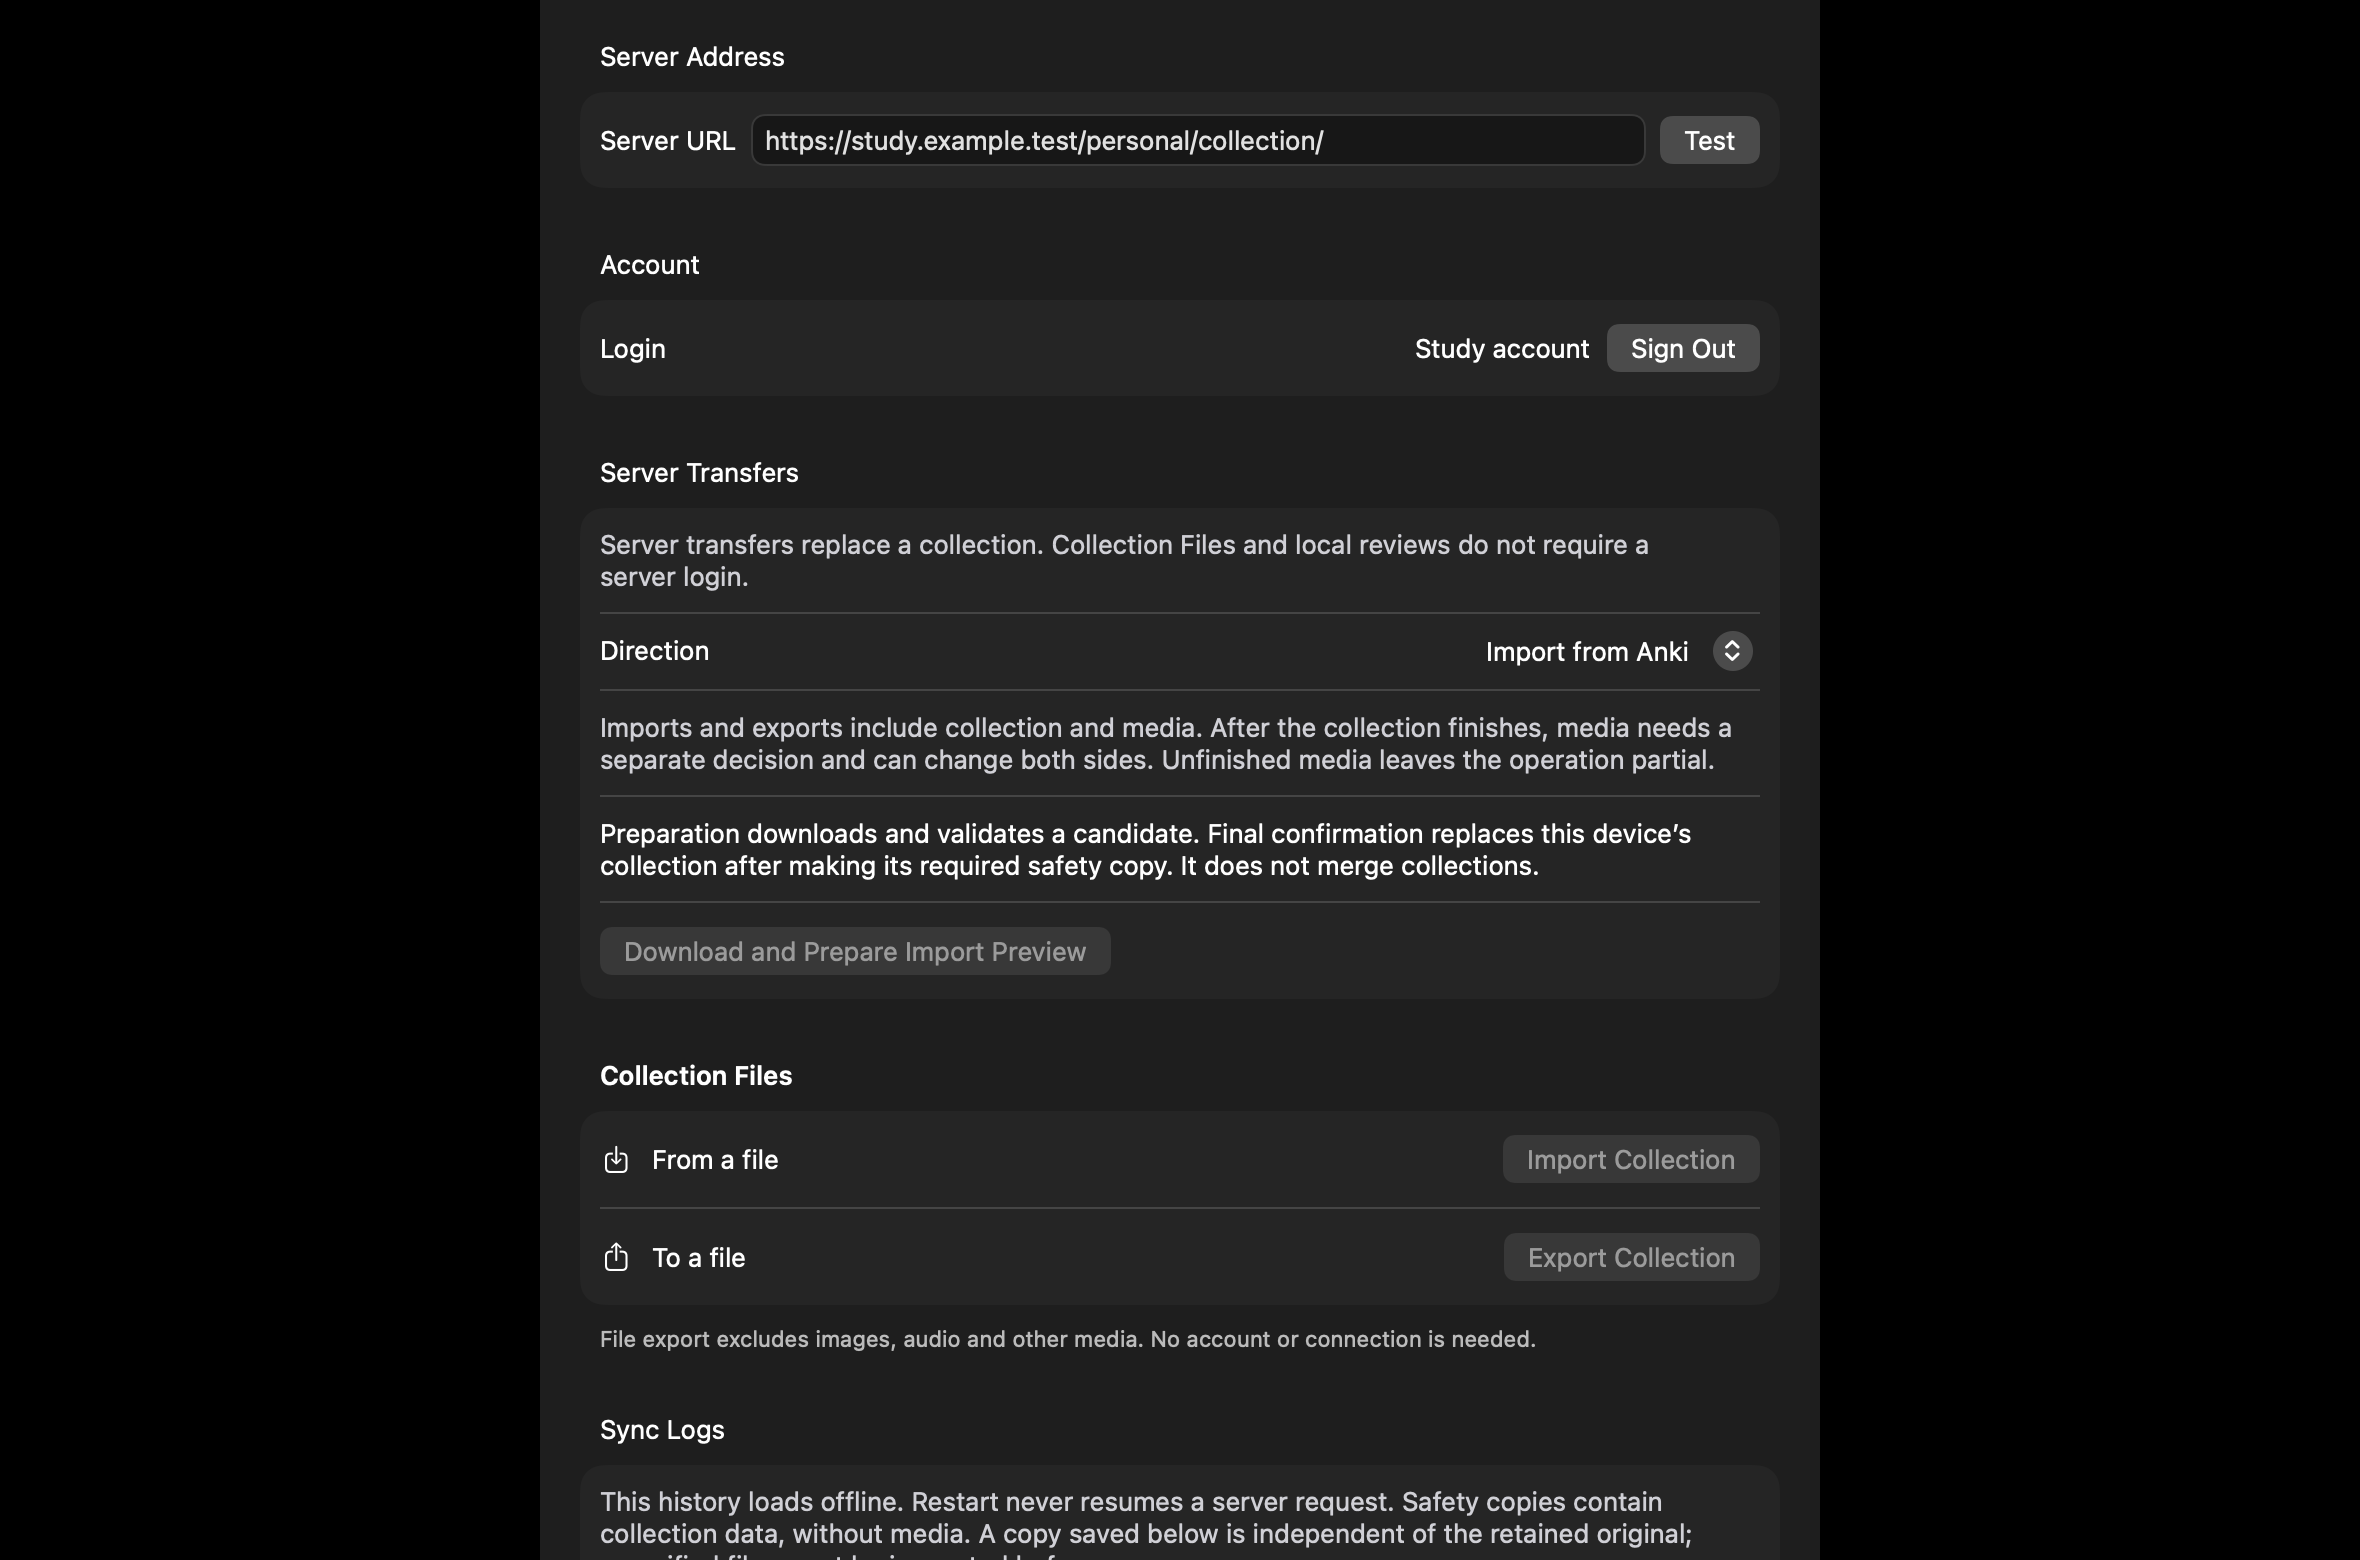 Server Address
Server URL https://study.example.test/personal/collection/ Test
Account
Login Study account Sign Out
Server Transfers
Server transfers replace a collection. Collection Files and local reviews do not require a
server login.
Direction Import from Anki
Imports and exports include collection and media. After the collection finishes, media needs a
separate decision and can change both sides. Unfinished media leaves the operation partial.
Preparation downloads and validates a candidate. Final confirmation replaces this device’s
collection after making its required safety copy. It does not merge collections.
Download and Prepare Import Preview
Collection Files
From a file Import Collection
To a file Export Collection
File export excludes images, audio and other media. No account or connection is needed.
Sync Logs
This history loads offline. Restart never resumes a server request. Safety copies contain
collection data, without media. A copy saved below is independent of the retained original;